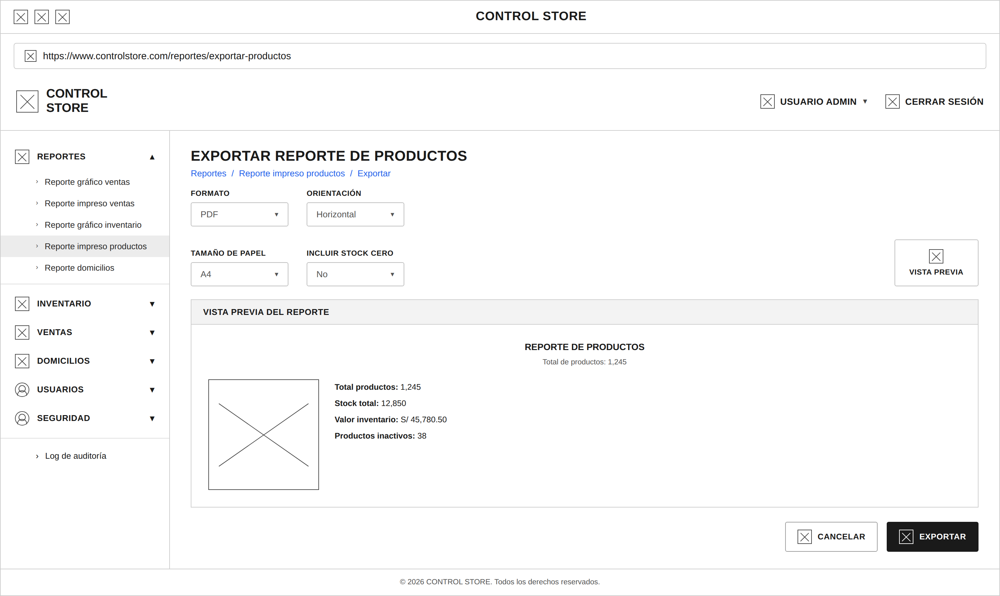 CONTROL STORE
https://www.controlstore.com/reportes/exportar-productos
CONTROL
STORE
USUARIO ADMIN ▼
CERRAR SESIÓN
REPORTES ▲
› Reporte gráfico ventas
› Reporte impreso ventas
› Reporte gráfico inventario
› Reporte impreso productos
› Reporte domicilios
INVENTARIO ▼
VENTAS ▼
DOMICILIOS ▼
USUARIOS ▼
SEGURIDAD ▼
› Log de auditoría
EXPORTAR REPORTE DE PRODUCTOS
Reportes / Reporte impreso productos / Exportar
FORMATO
PDF ▼
ORIENTACIÓN
Horizontal ▼
TAMAÑO DE PAPEL
A4 ▼
INCLUIR STOCK CERO
No ▼
VISTA PREVIA
VISTA PREVIA DEL REPORTE
REPORTE DE PRODUCTOS
Total de productos: 1,245
Total productos: 1,245
Stock total: 12,850
Valor inventario: S/ 45,780.50
Productos inactivos: 38
CANCELAR
EXPORTAR
© 2026 CONTROL STORE. Todos los derechos reservados.